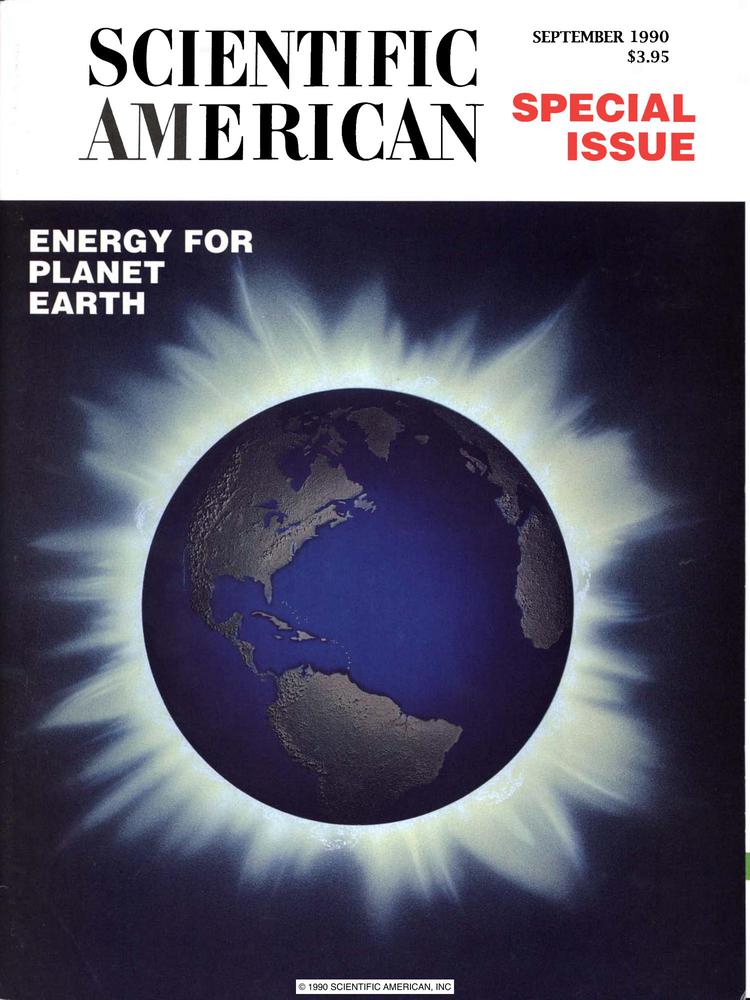 SCIENTIFIC
AMERICAN
SEPTEMBER 1990
$3.95
SPECIAL
ISSUE
ENERGY FOR
PLANET
EARTH
© 1990 SCIENTIFIC AMERICAN, INC